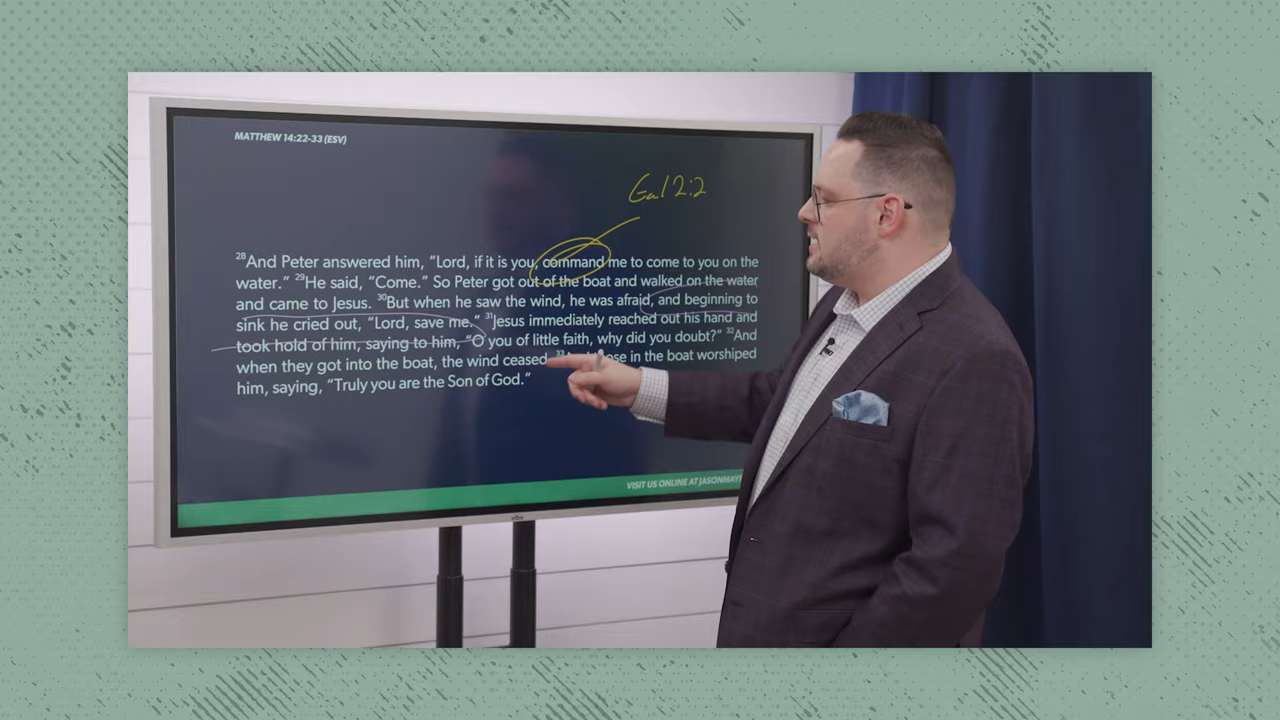 MATTHEW 14:22-33 (ESV)
Gal 2:2
28And Peter answered him, “Lord, if it is you, command me to come to you on the
water.” 29He said, “Come.” So Peter got out of the boat and walked on the water
and came to Jesus. 30But when he saw the wind, he was afraid, and beginning to
sink he cried out, “Lord, save me.” 31Jesus immediately reached out his hand and
took hold of him, saying to him, “O you of little faith, why did you doubt?” 32And
when they got into the boat, the wind ceased. 33 in the boat worshiped
him, saying, “Truly you are the Son of God.”
VISIT US ONLINE AT JASONMAY